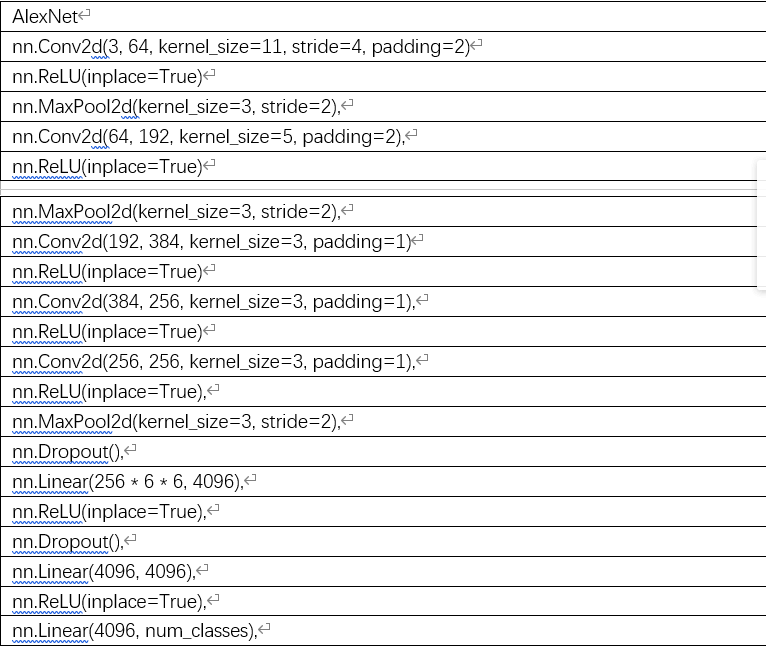 AlexNet
nn.Conv2d(3, 64, kernel_size=11, stride=4, padding=2)
nn.ReLU(inplace=True)
nn.MaxPool2d(kernel_size=3, stride=2),
nn.Conv2d(64, 192, kernel_size=5, padding=2),
nn.ReLU(inplace=True)
nn.MaxPool2d(kernel_size=3, stride=2),
nn.Conv2d(192, 384, kernel_size=3, padding=1)
nn.ReLU(inplace=True)
nn.Conv2d(384, 256, kernel_size=3, padding=1),
nn.ReLU(inplace=True)
nn.Conv2d(256, 256, kernel_size=3, padding=1),
nn.ReLU(inplace=True),
nn.MaxPool2d(kernel_size=3, stride=2),
nn.Dropout(),
nn.Linear(256 * 6 * 6, 4096),
nn.ReLU(inplace=True),
nn.Dropout(),
nn.Linear(4096, 4096),
nn.ReLU(inplace=True),
nn.Linear(4096, num_classes),